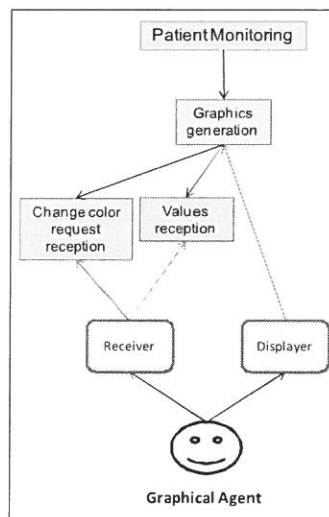 Patient Monitoring
Graphics
generation
Change color
request
reception
Values
reception
Receiver
Displayer
Graphical Agent